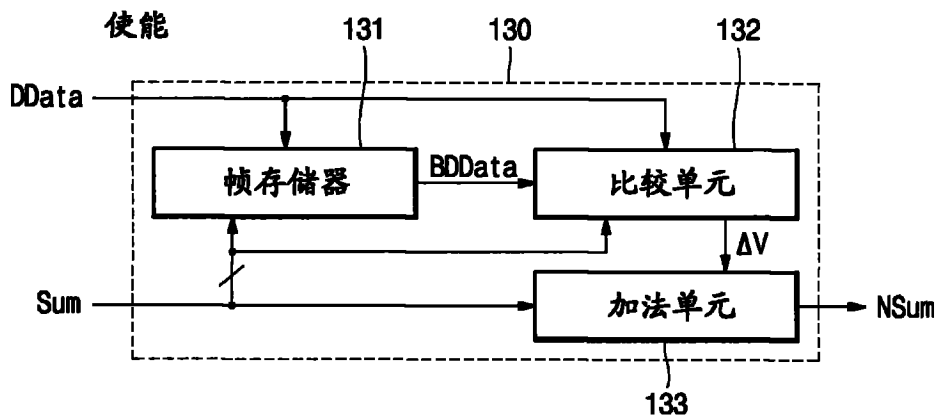 使能
131
130
132
DData
帧存储器
BDData
比较单元
ΔV
Sum
加法单元
NSum
133